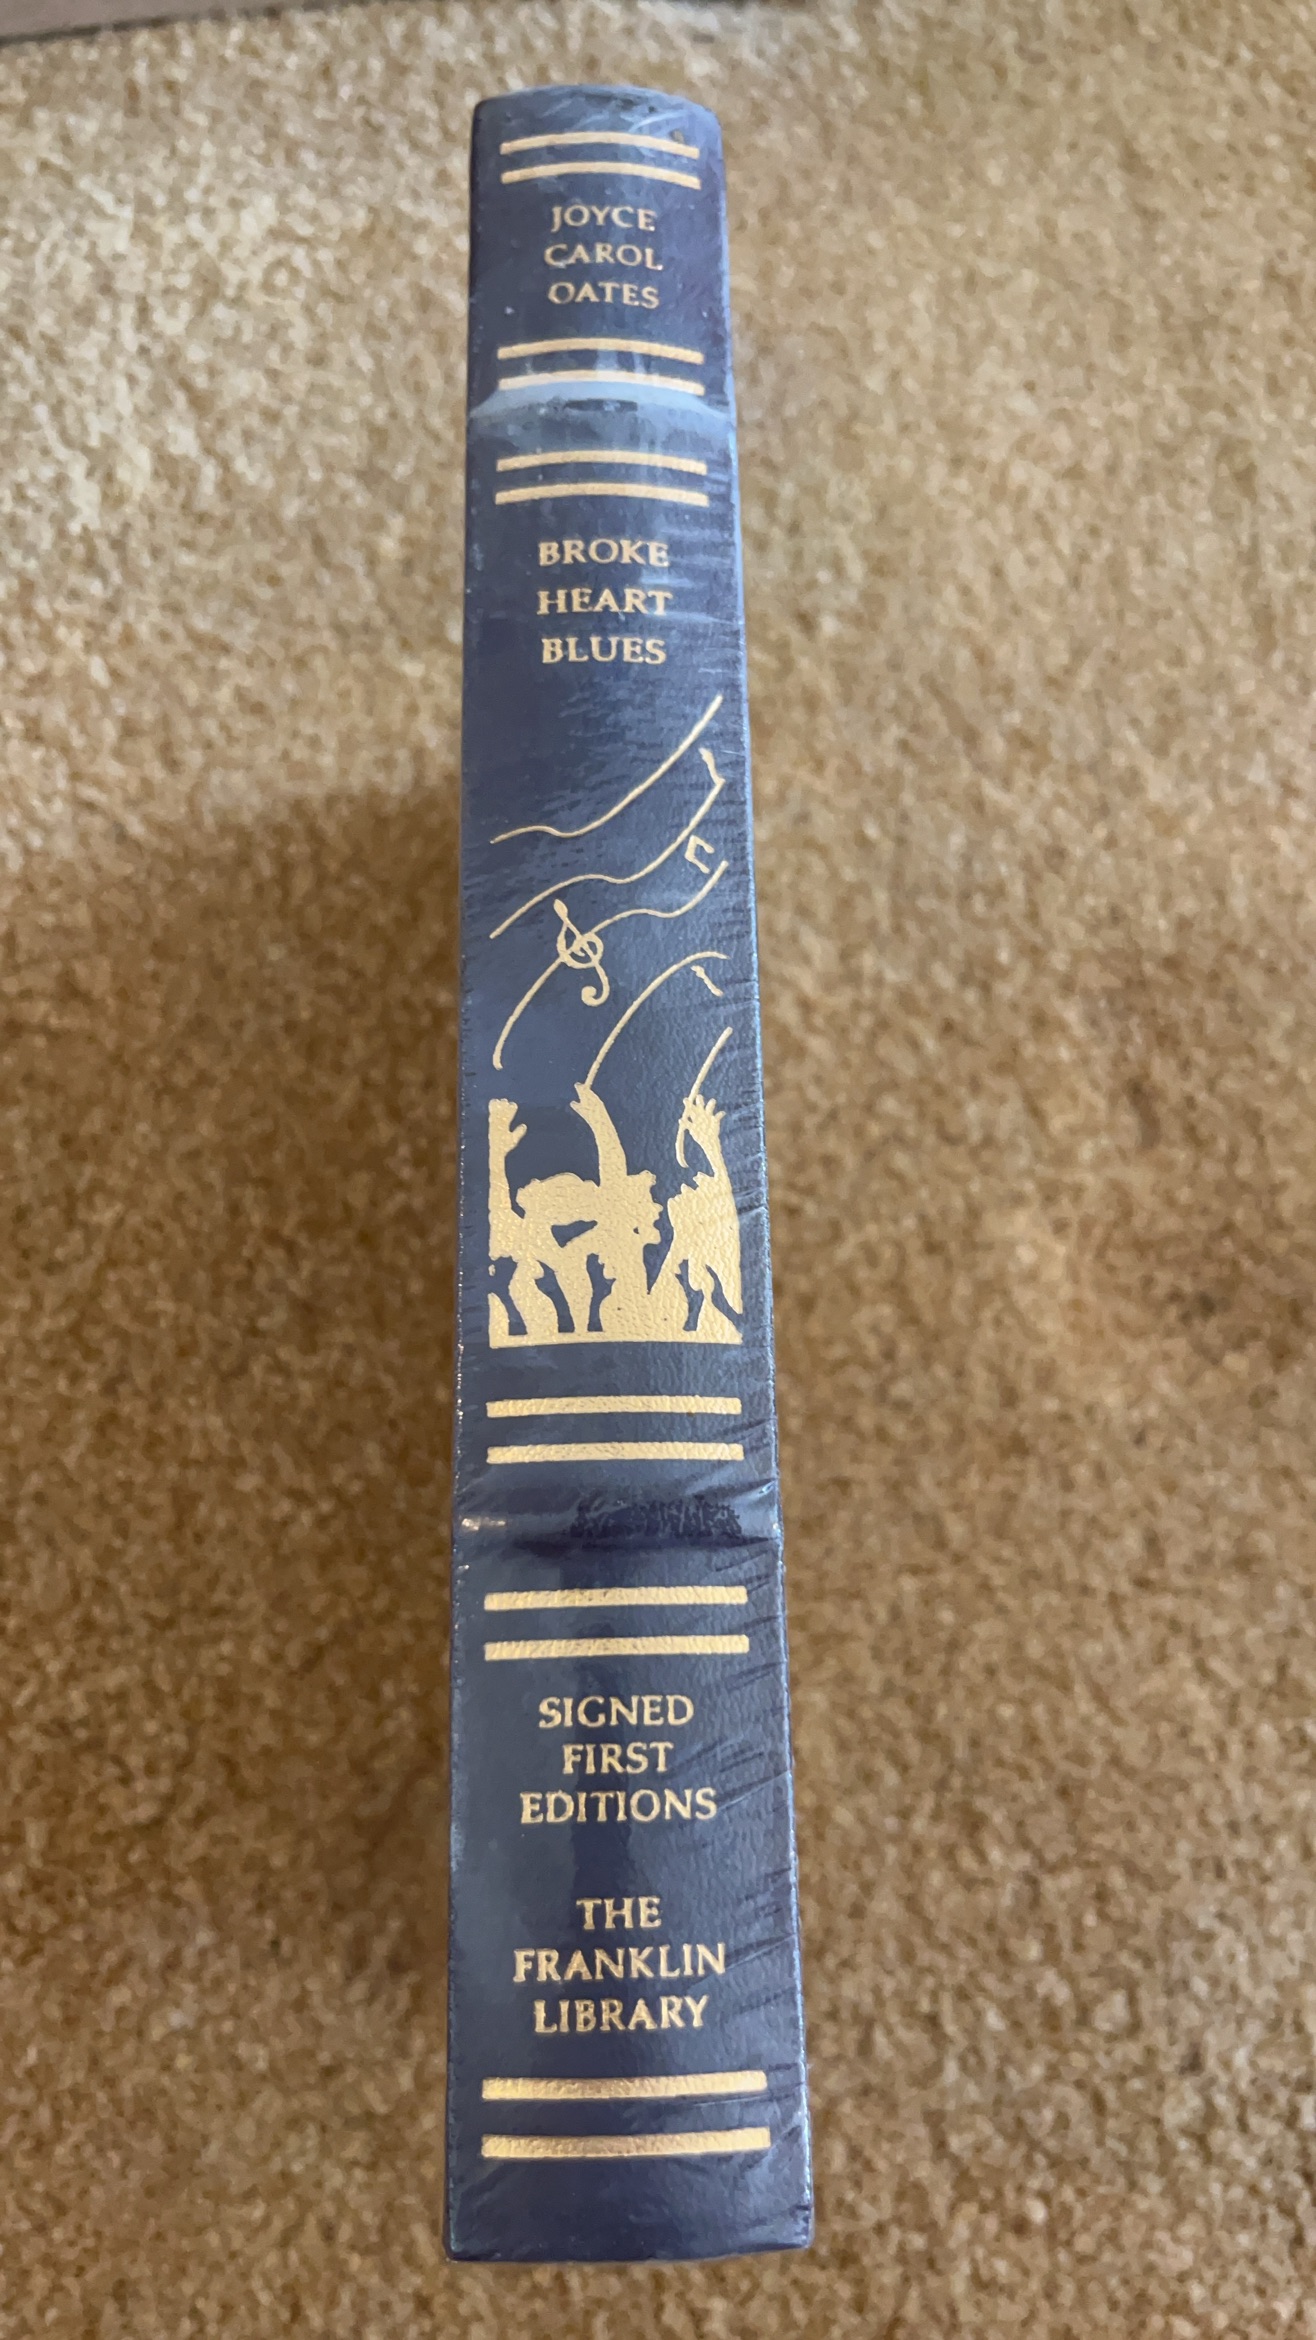 JOYCE
CAROL
OATES
BROKE
HEART
BLUES
SIGNED
FIRST
EDITIONS
THE
FRANKLIN
LIBRARY